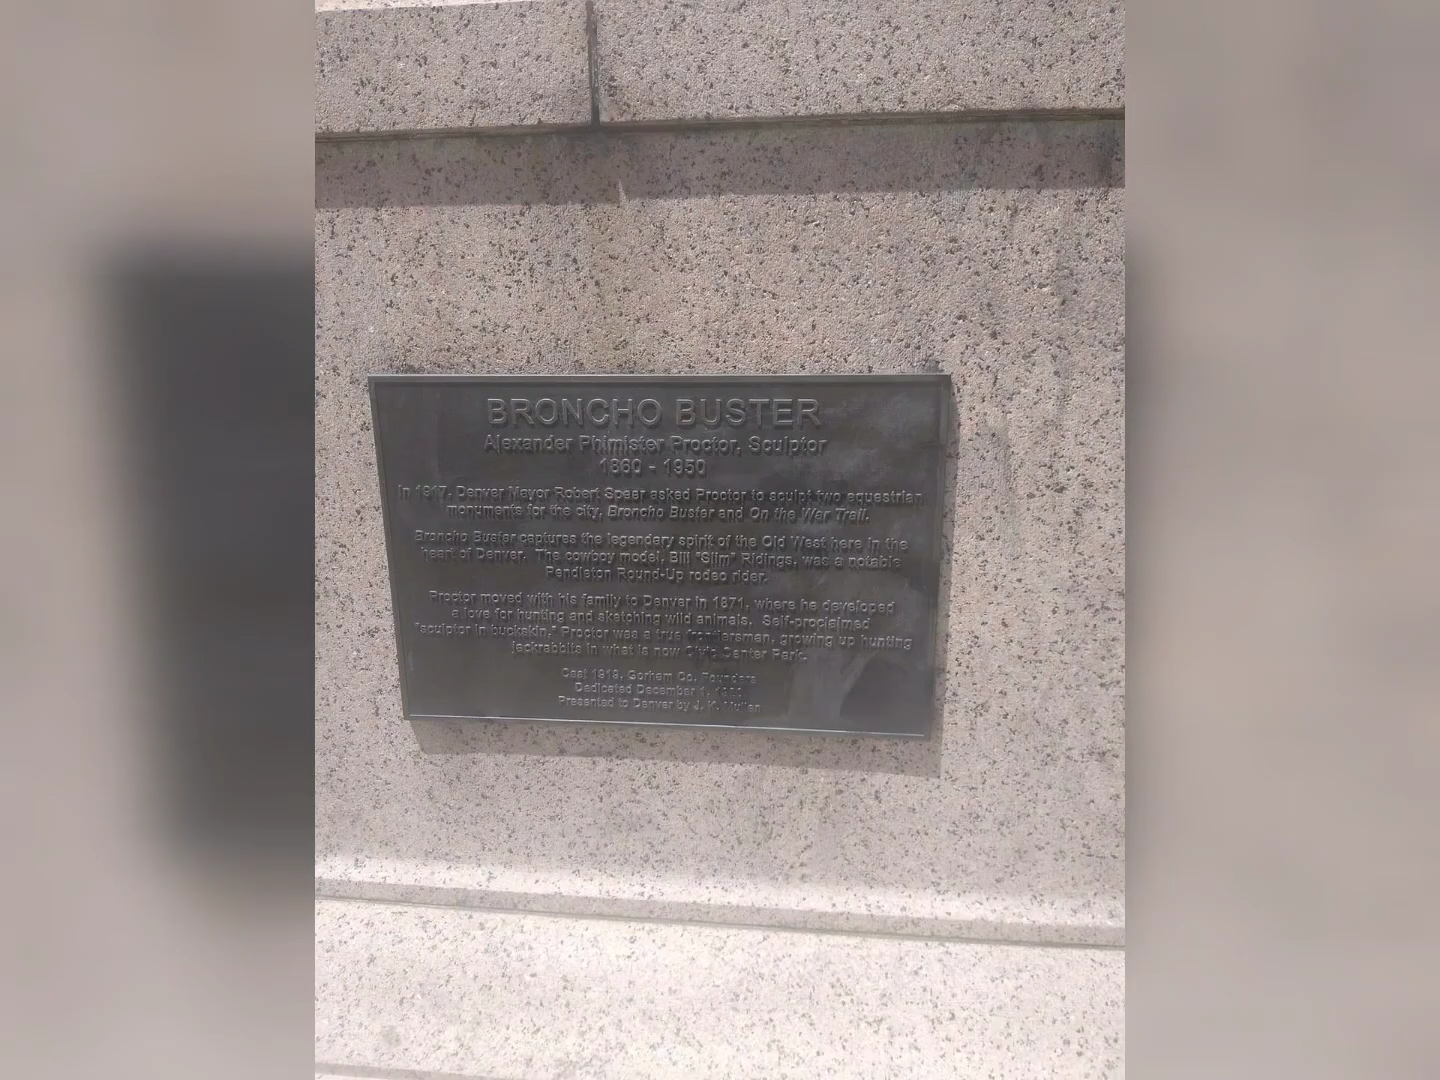 BRONCHO BUSTER
Alexander Phimister Proctor, Sculptor
1860 - 1950
In 1917, Denver Mayor Robert Speer asked Proctor to sculpt two equestrian
monuments for the city, Broncho Buster and On the War Trail.
Broncho Buster captures the legendary spirit of the Old West here in the
heart of Denver. The cowboy model, Bill "Slim" Ridings, was a notable
Pendleton Round-Up rodeo rider.
Proctor moved with his family to Denver in 1871, where he developed
a love for hunting and sketching wild animals. Self-proclaimed
"sculptor in buckskin," Proctor was a true frontiersman, growing up hunting
jackrabbits in what is now Civic Center Park.
Cast 1919, Gorham Co. Founders
Dedicated December 1,
Presented to Denver by J. K. Mullen